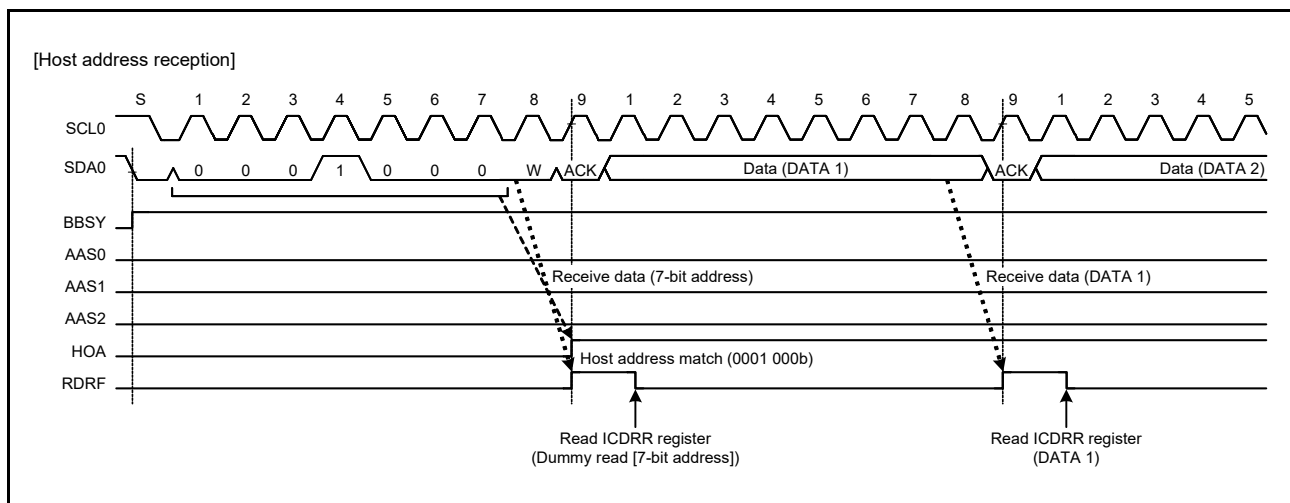 [Host address reception]
S 1 2 3 4 5 6 7 8 9 1 2 3 4 5 6 7 8 9 1 2 3 4 5
SCL0
SDA0 0 0 0 1 0 0 0 W ACK Data (DATA 1) ACK Data (DATA 2)
BBSY
AAS0
Receive data (7-bit address) Receive data (DATA 1)
AAS1
AAS2
HOA
Host address match (0001 000b)
RDRF
Read ICDRR register Read ICDRR register
(Dummy read [7-bit address]) (DATA 1)